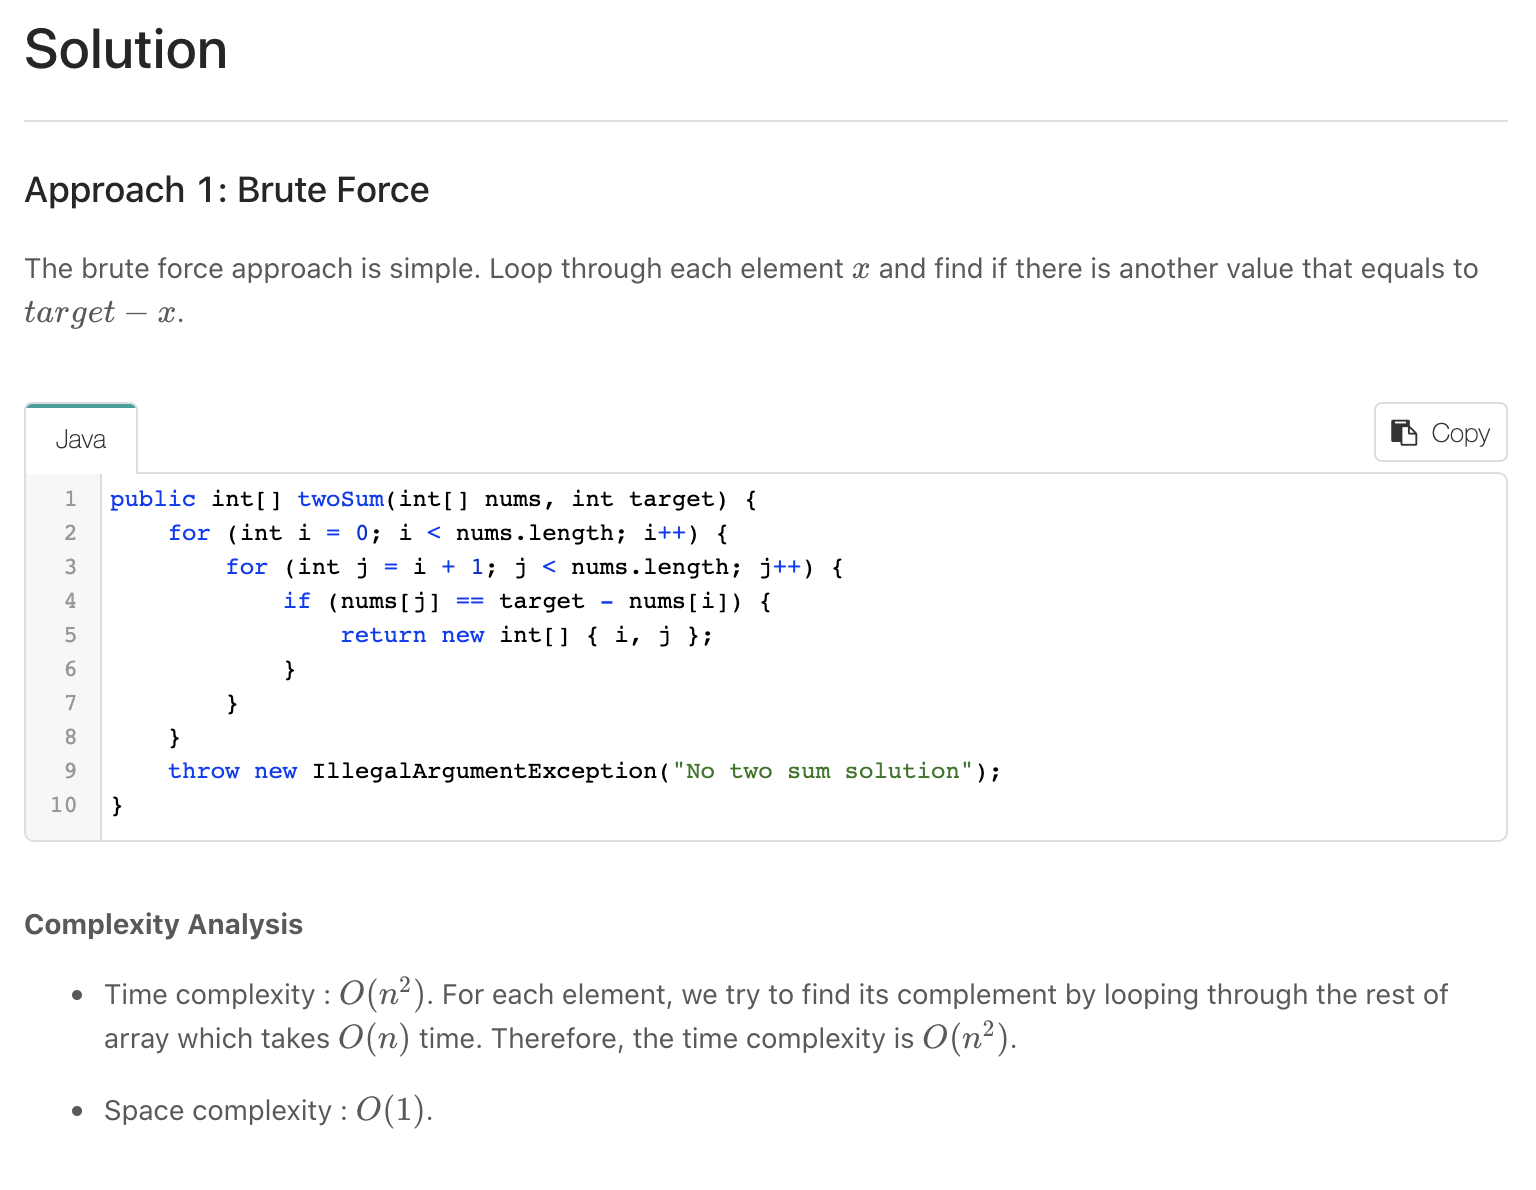 Solution
Approach 1: Brute Force
The brute force approach is simple. Loop through each element x and find if there is another value that equals to
target − x.
Java
Copy
1 public int[] twoSum(int[] nums, int target) {
2     for (int i = 0; i < nums.length; i++) {
3         for (int j = i + 1; j < nums.length; j++) {
4             if (nums[j] == target - nums[i]) {
5                 return new int[] { i, j };
6             }
7         }
8     }
9     throw new IllegalArgumentException("No two sum solution");
10 }
Complexity Analysis
• Time complexity : O(n²). For each element, we try to find its complement by looping through the rest of
array which takes O(n) time. Therefore, the time complexity is O(n²).
• Space complexity : O(1).